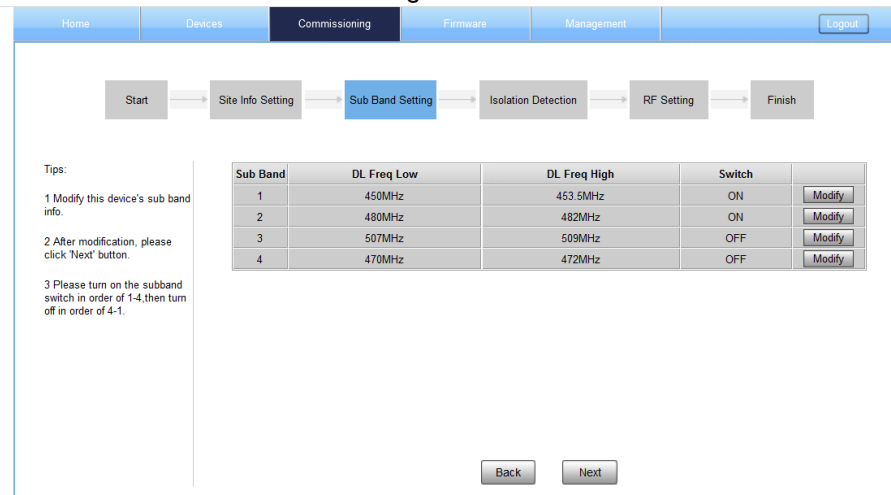 Home Devices Commissioning Firmware Management Logout
Start Site Info Setting Sub Band Setting Isolation Detection RF Setting Finish
Tips:
1 Modify this device's sub band
info.
2 After modification, please
click 'Next' button.
3 Please turn on the subband
switch in order of 1-4,then turn
off in order of 4-1.
Sub Band DL Freq Low DL Freq High Switch
1 450MHz 453.5MHz ON Modify
2 480MHz 482MHz ON Modify
3 507MHz 509MHz OFF Modify
4 470MHz 472MHz OFF Modify
Back Next